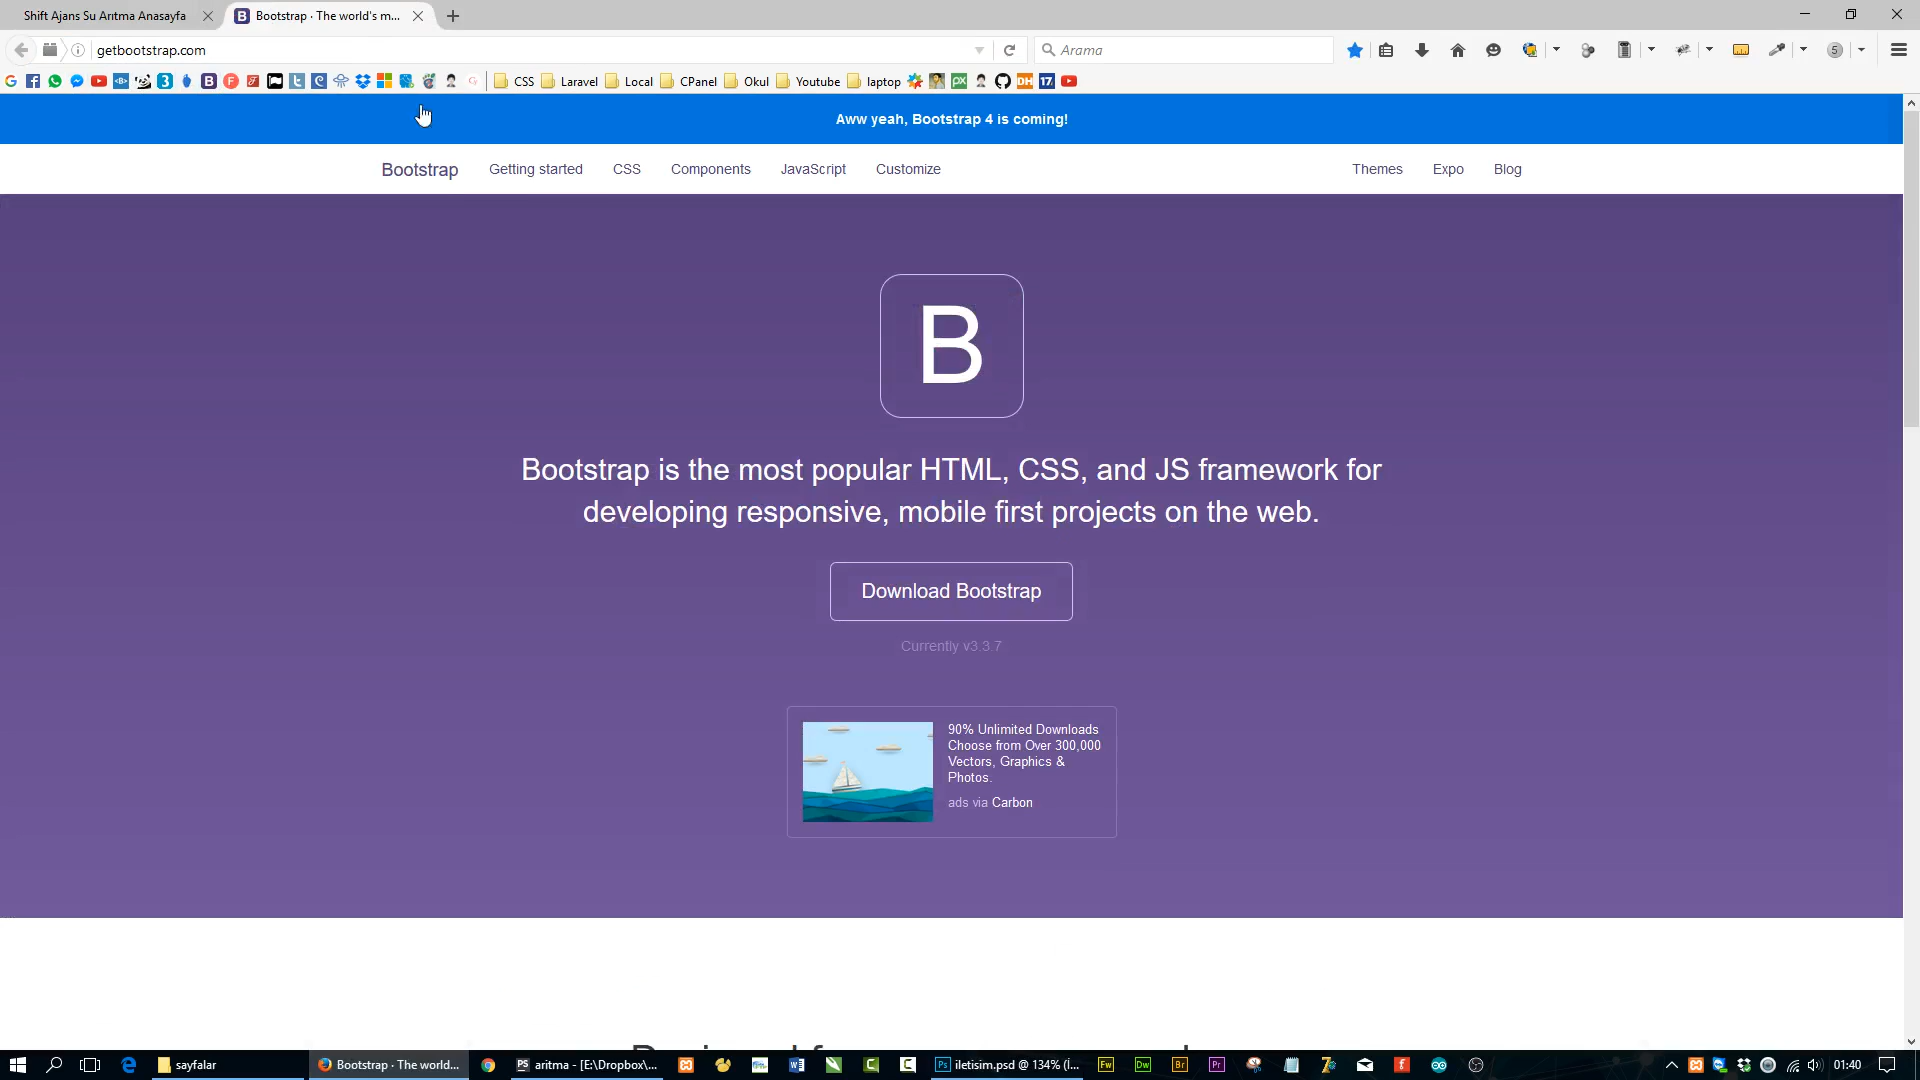 Shift Ajans Su Arıtma Anasayfa
Bootstrap · The world's m...
getbootstrap.com
Arama
5
CSS
Laravel
Local
CPanel
Okul
Youtube
laptop
Aww yeah, Bootstrap 4 is coming!
Bootstrap
Getting started
CSS
Components
JavaScript
Customize
Themes
Expo
Blog
B
Bootstrap is the most popular HTML, CSS, and JS framework for
developing responsive, mobile first projects on the web.
Download Bootstrap
Currently v3.3.7
90% Unlimited Downloads
Choose from Over 300,000
Vectors, Graphics &
Photos.
ads via Carbon
sayfalar
Bootstrap · The world...
aritma - [E:\Dropbox\...
iletisim.psd @ 134% (İ...
01:40